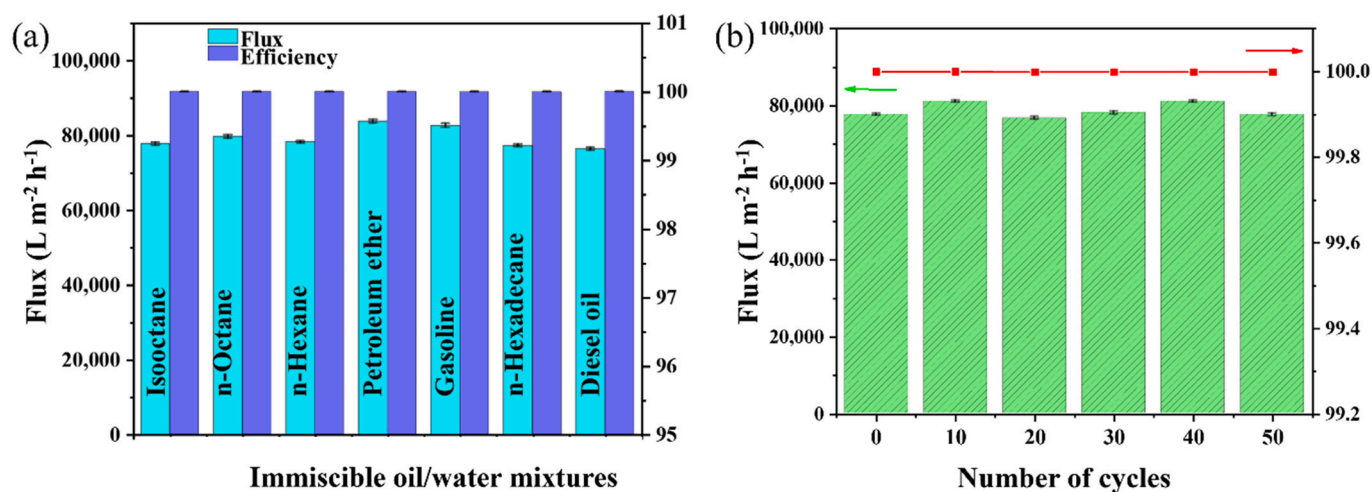 (a)
Flux
Efficiency
Flux (L m-2 h-1)
100,000
80,000
60,000
40,000
20,000
0
101
100
99
98
97
96
95
Isooctane
n-Octane
n-Hexane
Petroleum ether
Gasoline
n-Hexadecane
Diesel oil
Immiscible oil/water mixtures
(b)
Flux (L m-2 h-1)
100,000
80,000
60,000
40,000
20,000
0
100.0
99.8
99.6
99.4
99.2
0 10 20 30 40 50
Number of cycles